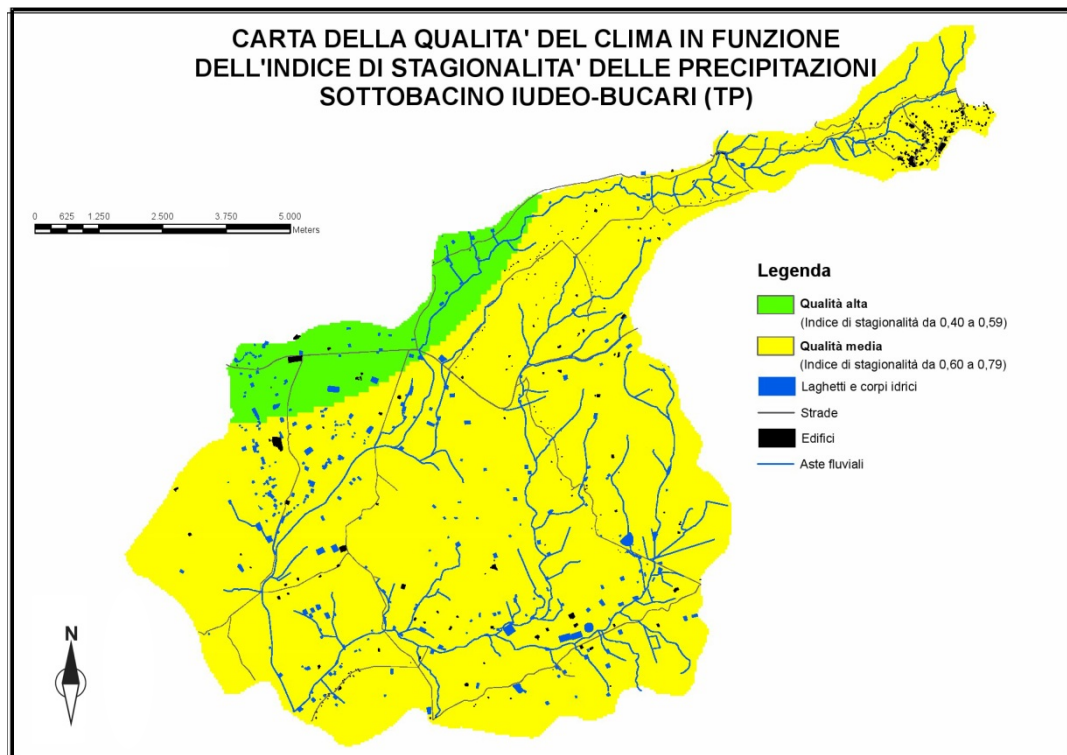 CARTA DELLA QUALITA' DEL CLIMA IN FUNZIONE
DELL'INDICE DI STAGIONALITA' DELLE PRECIPITAZIONI
SOTTOBACINO IUDEO-BUCARI (TP)
0 625 1.250 2.500 3.750 5.000
Meters
Legenda
Qualità alta
(Indice di stagionalità da 0,40 a 0,59)
Qualità media
(Indice di stagionalità da 0,60 a 0,79)
Laghetti e corpi idrici
Strade
Edifici
Aste fluviali
N